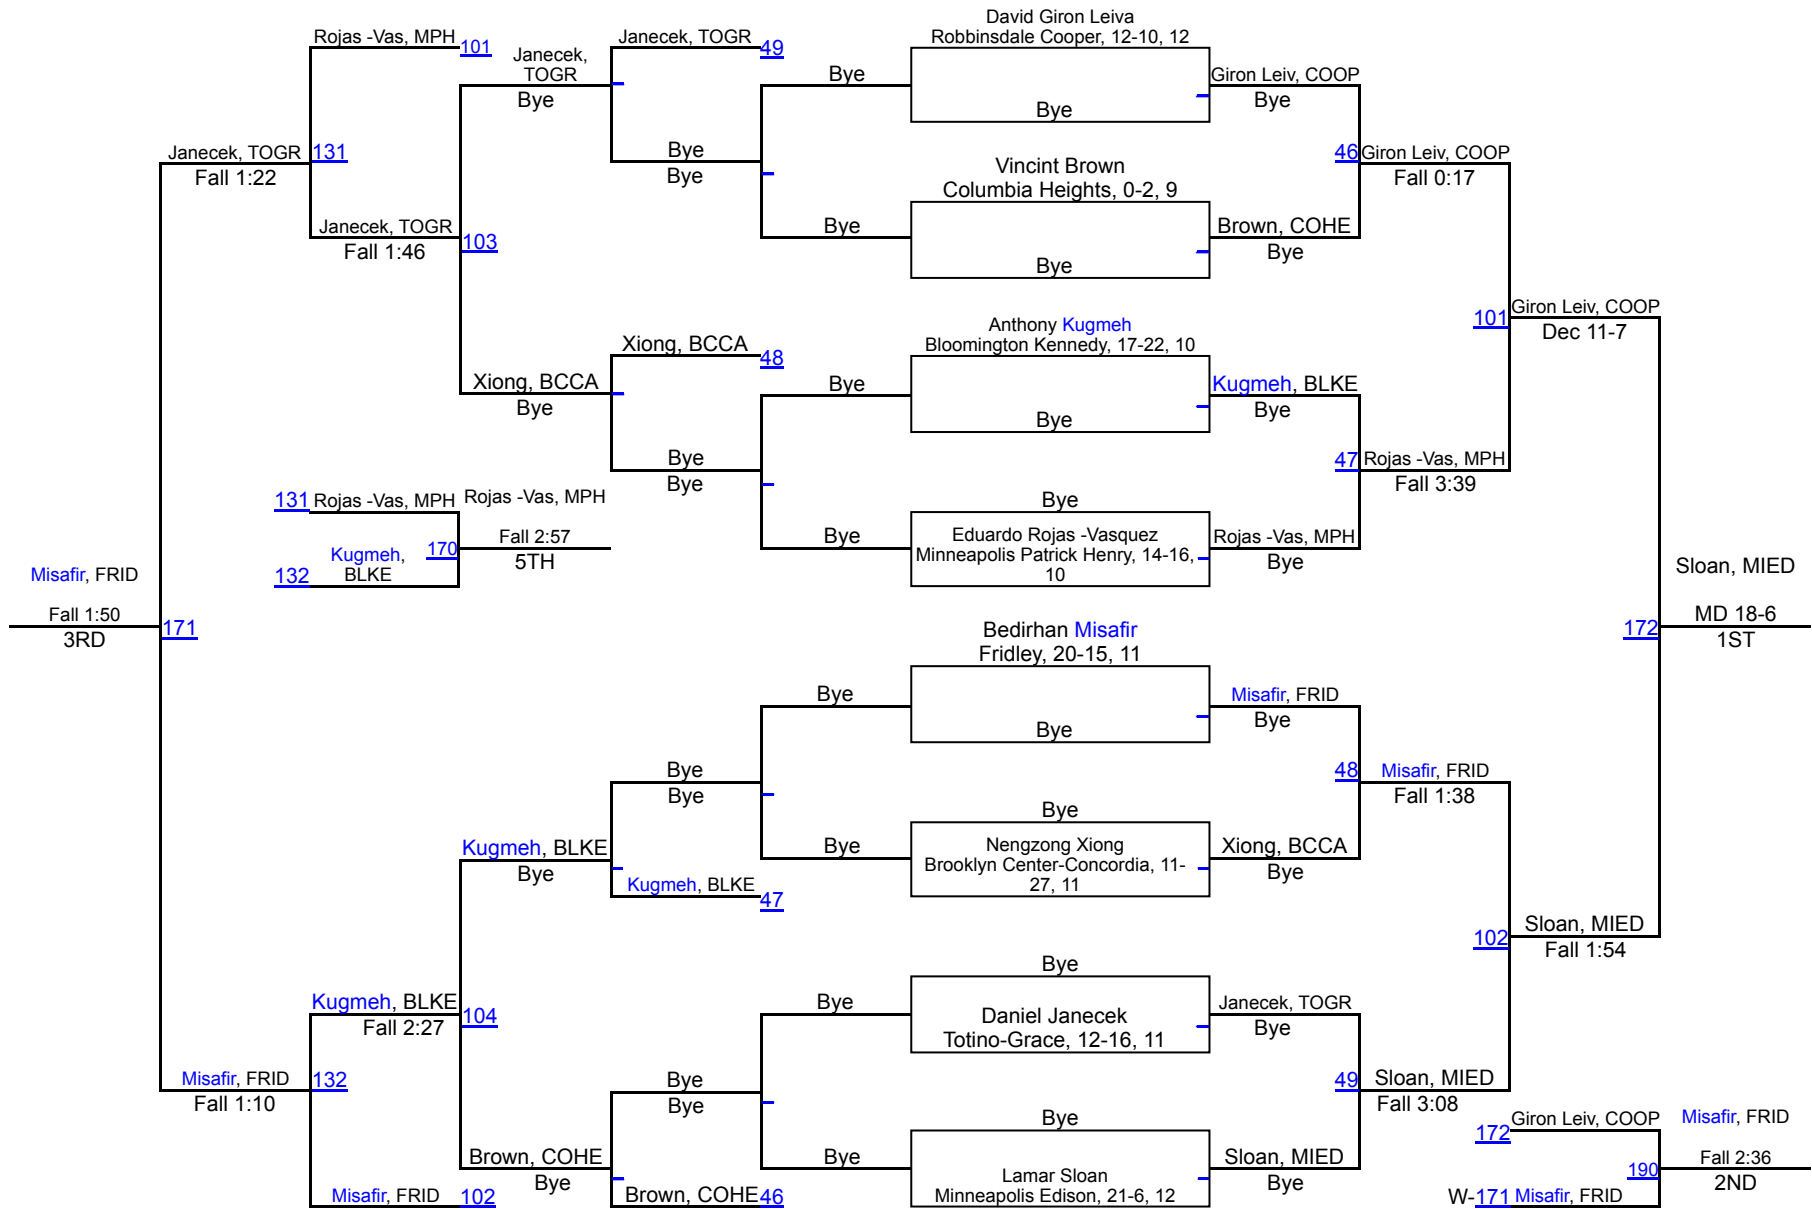 David Giron Leiva
Robbinsdale Cooper, 12-10, 12
Rojas -Vas, MPH
101
Janecek, TOGR
49
Janecek,
TOGR
Bye
Bye
Bye
Giron Leiv, COOP
Bye
Janecek, TOGR
131
Fall 1:22
Bye
Bye
Vincint Brown
Columbia Heights, 0-2, 9
46
Giron Leiv, COOP
Fall 0:17
Janecek, TOGR
103
Fall 1:46
Bye
Bye
Brown, COHE
Bye
Giron Leiv, COOP
101
Dec 11-7
Xiong, BCCA
48
Anthony Kugmeh
Bloomington Kennedy, 17-22, 10
Xiong, BCCA
Bye
Bye
Bye
Kugmeh, BLKE
Bye
Bye
Bye
47
Rojas -Vas, MPH
Fall 3:39
131
Rojas -Vas, MPH
Rojas -Vas, MPH
Bye
Bye
Eduardo Rojas -Vasquez
Minneapolis Patrick Henry, 14-16,
10
Rojas -Vas, MPH
Bye
Kugmeh,
BLKE
132
170
Fall 2:57
5TH
Misafir, FRID
Fall 1:50
3RD
171
Sloan, MIED
172
MD 18-6
1ST
Bedirhan Misafir
Fridley, 20-15, 11
Bye
Bye
Misafir, FRID
Bye
Bye
Bye
48
Misafir, FRID
Fall 1:38
Kugmeh, BLKE
Bye
Bye
Bye
Nengzong Xiong
Brooklyn Center-Concordia, 11-
27, 11
Xiong, BCCA
Bye
Kugmeh, BLKE
47
102
Sloan, MIED
Fall 1:54
Kugmeh, BLKE
104
Fall 2:27
Bye
Bye
Daniel Janecek
Totino-Grace, 12-16, 11
Janecek, TOGR
Bye
Misafir, FRID
132
Fall 1:10
Bye
Bye
49
Sloan, MIED
Fall 3:08
Brown, COHE
Bye
Bye
Bye
Lamar Sloan
Minneapolis Edison, 21-6, 12
Sloan, MIED
Bye
Misafir, FRID
102
Brown, COHE
46
Giron Leiv, COOP
172
Misafir, FRID
190
Fall 2:36
2ND
W-171
Misafir, FRID